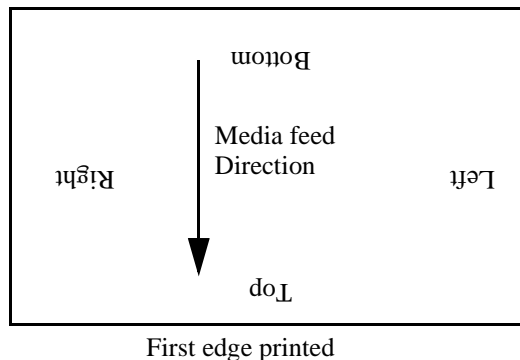 Bottom
Media feed
Direction
Right
Left
Top
First edge printed